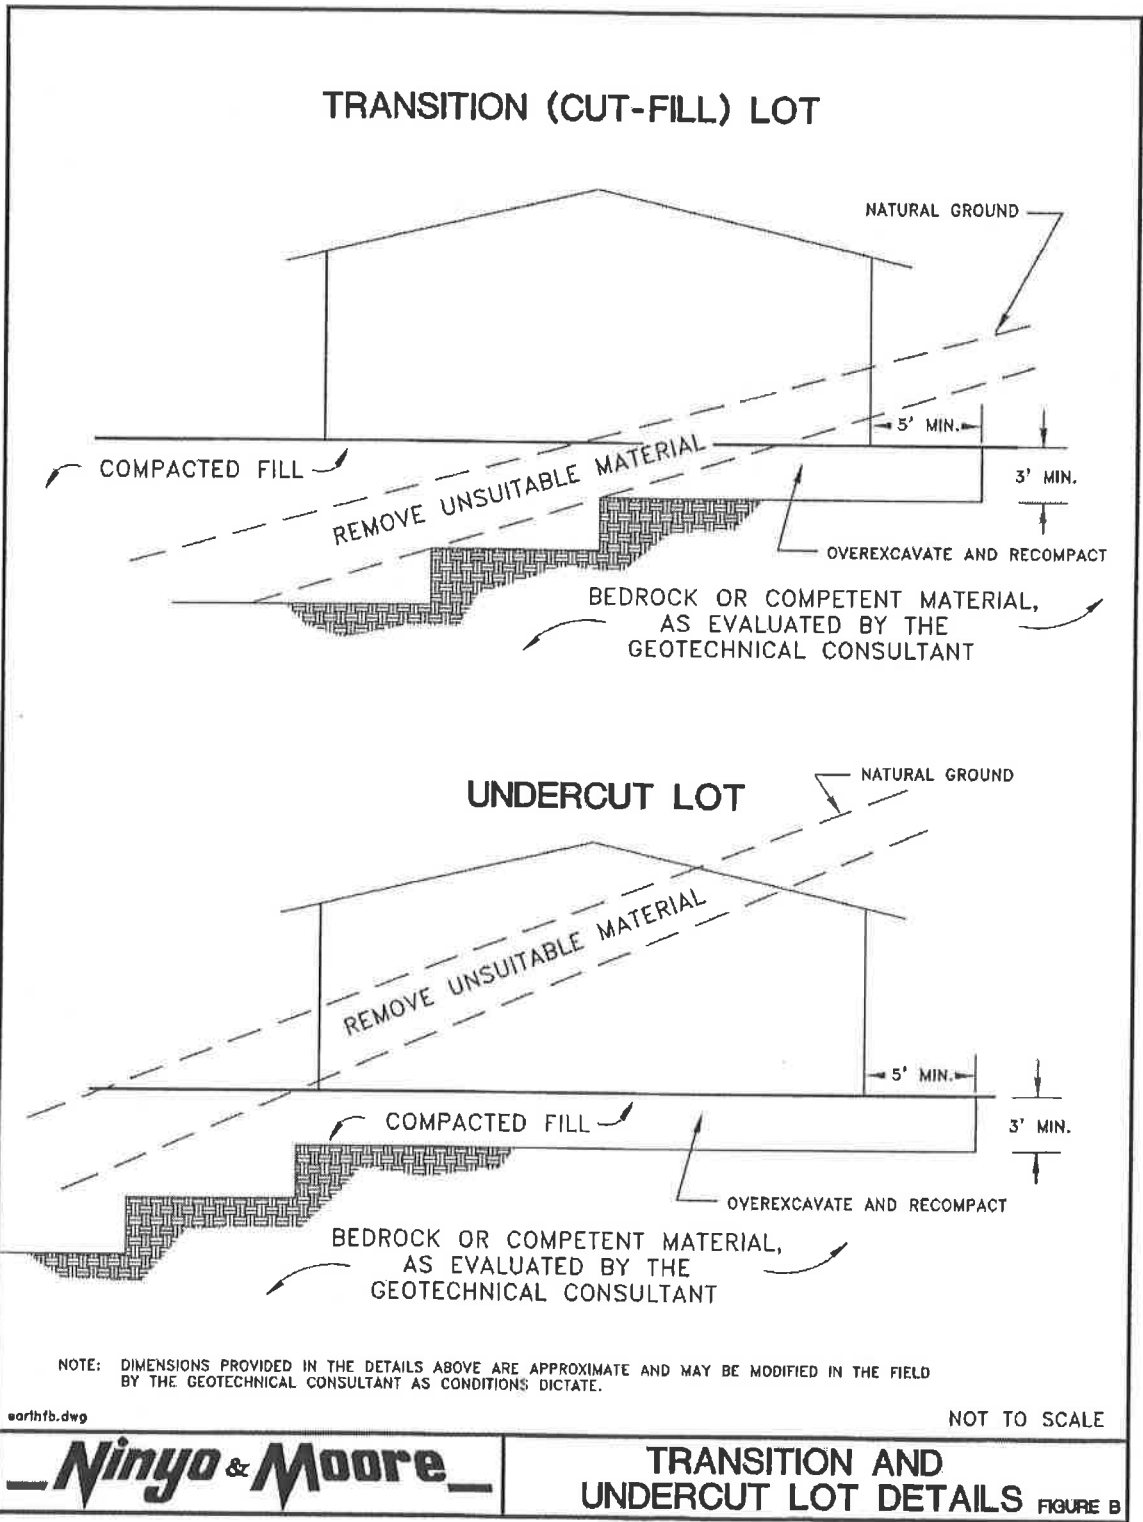 TRANSITION (CUT-FILL) LOT
NATURAL GROUND
5' MIN.
COMPACTED FILL
REMOVE UNSUITABLE MATERIAL
3' MIN.
OVEREXCAVATE AND RECOMPACT
BEDROCK OR COMPETENT MATERIAL,
AS EVALUATED BY THE
GEOTECHNICAL CONSULTANT
UNDERCUT LOT
NATURAL GROUND
REMOVE UNSUITABLE MATERIAL
5' MIN.
COMPACTED FILL
3' MIN.
OVEREXCAVATE AND RECOMPACT
BEDROCK OR COMPETENT MATERIAL,
AS EVALUATED BY THE
GEOTECHNICAL CONSULTANT
NOTE: DIMENSIONS PROVIDED IN THE DETAILS ABOVE ARE APPROXIMATE AND MAY BE MODIFIED IN THE FIELD
BY THE GEOTECHNICAL CONSULTANT AS CONDITIONS DICTATE.
earthfb.dwg
NOT TO SCALE
Ninyo & Moore
TRANSITION AND
UNDERCUT LOT DETAILS FIGURE B